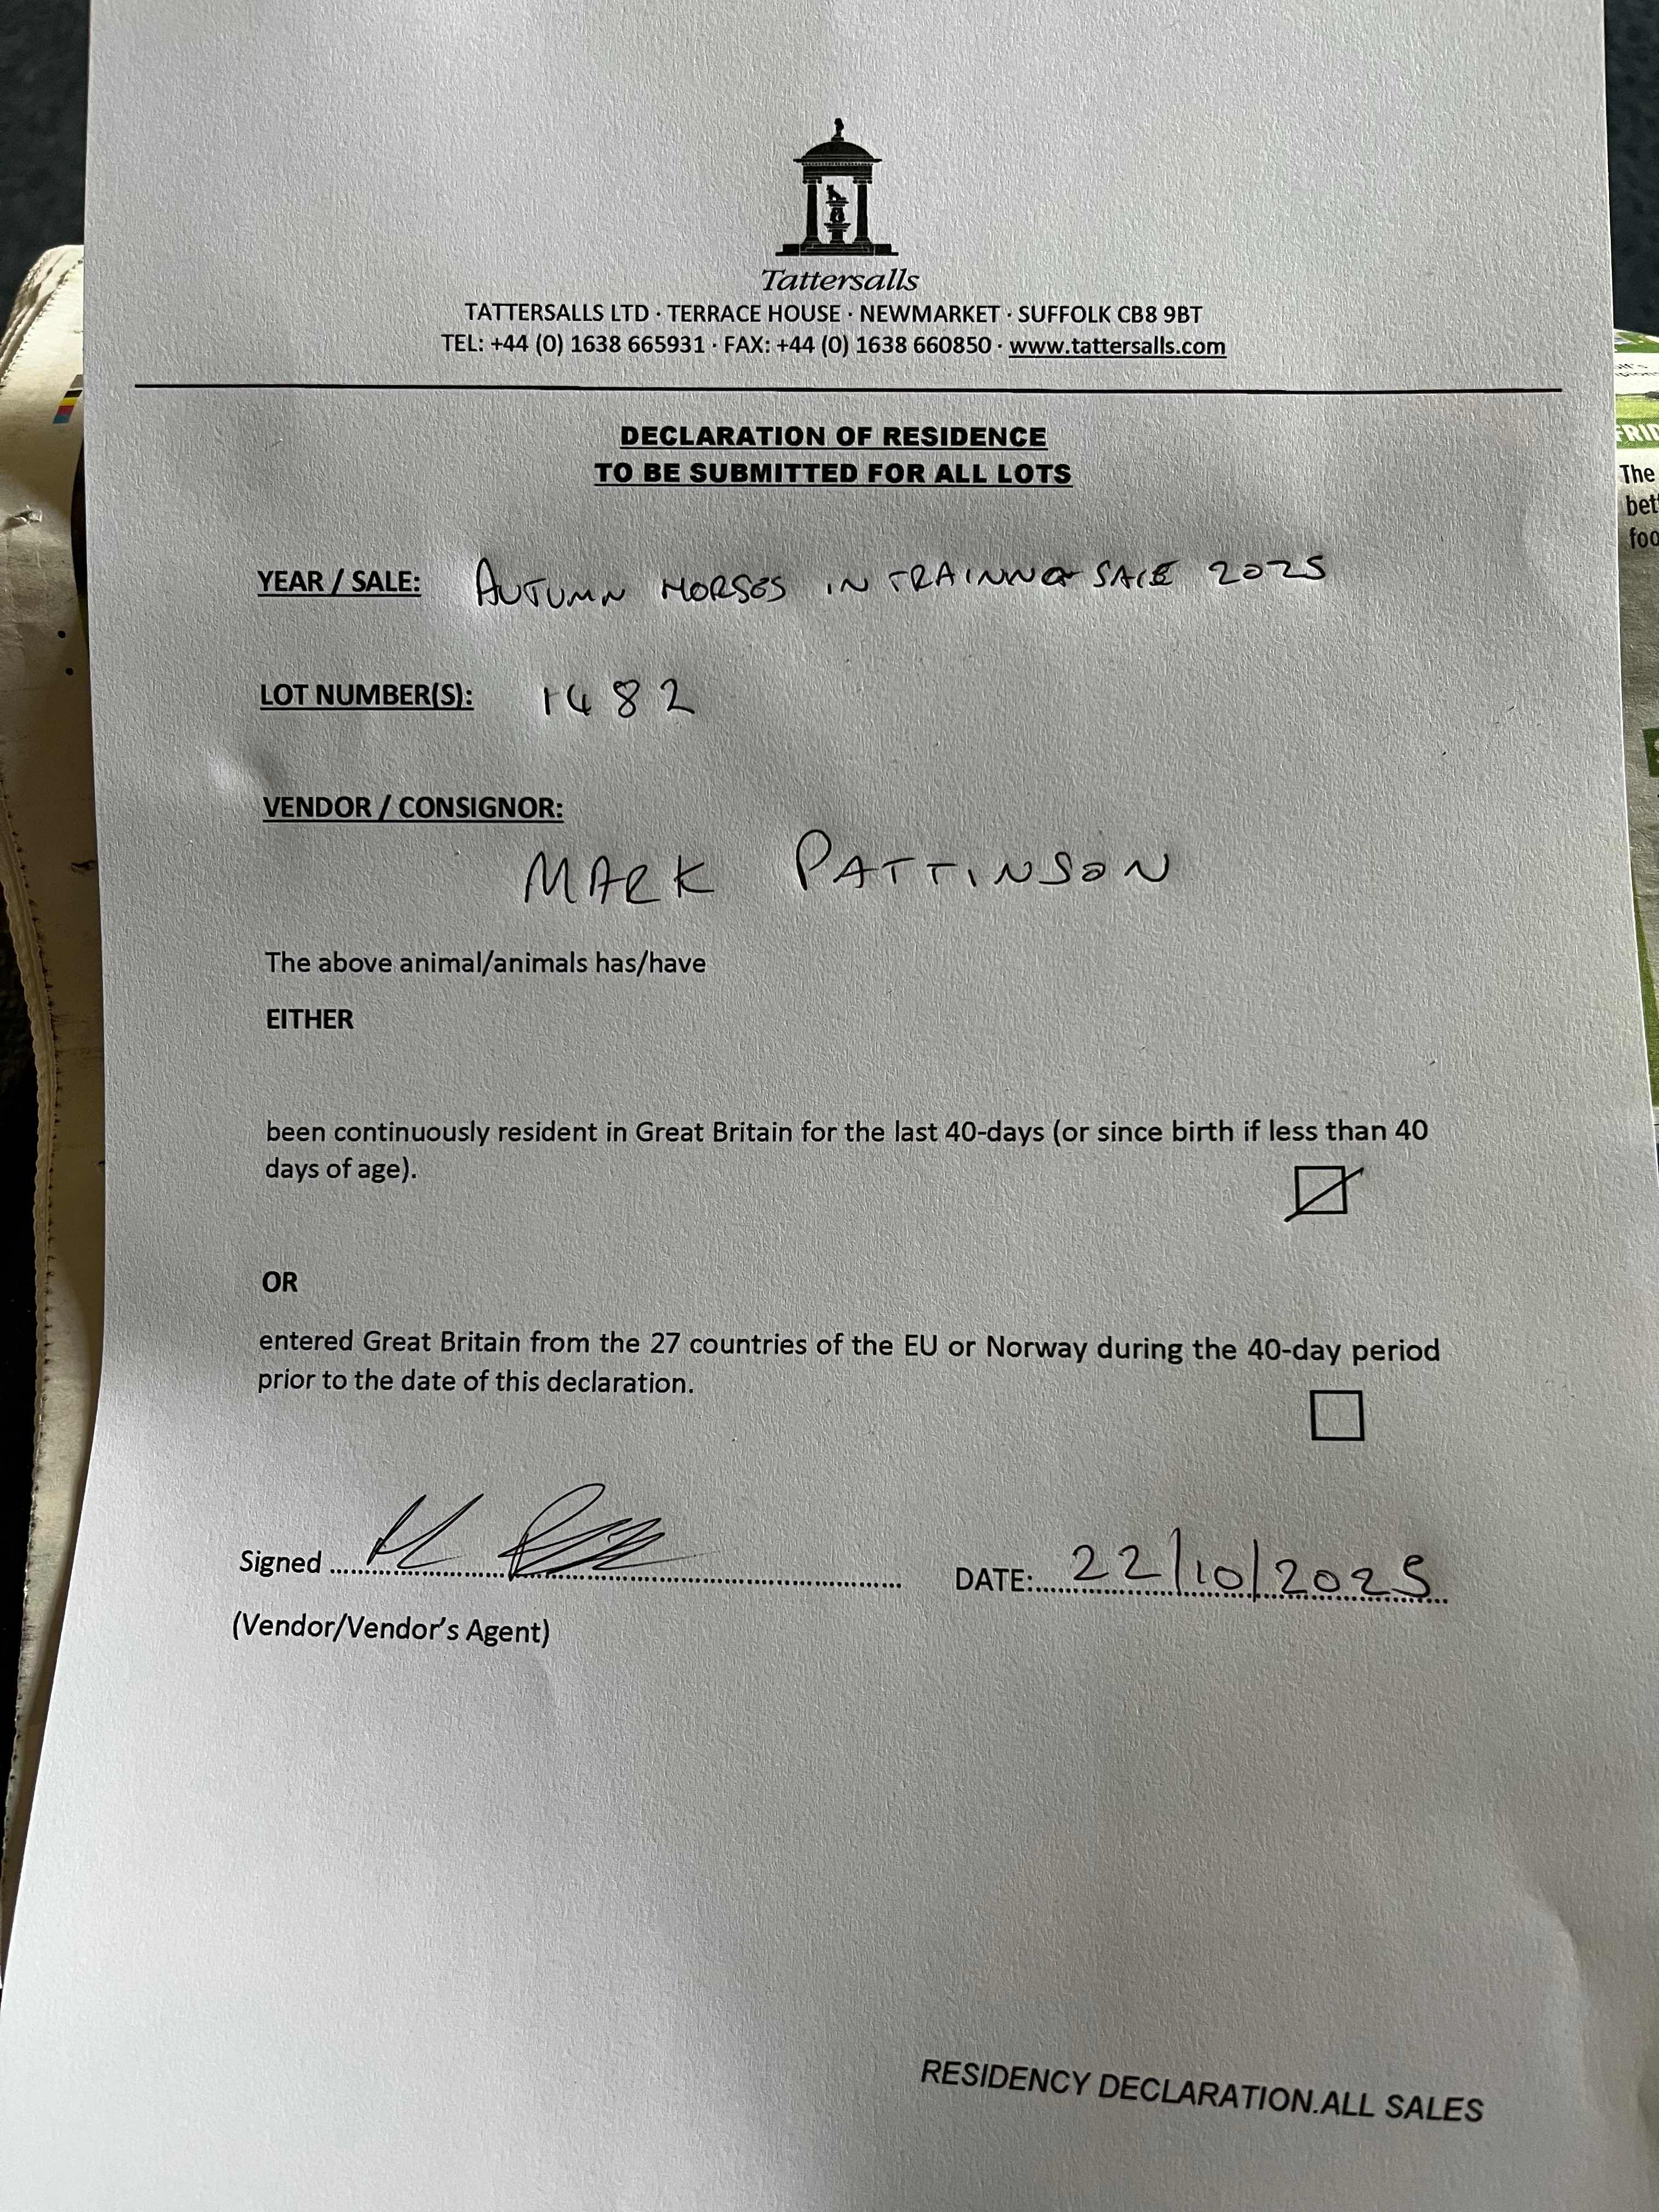 Tattersalls
TATTERSALLS LTD · TERRACE HOUSE · NEWMARKET · SUFFOLK CB8 9BT
TEL: +44 (0) 1638 665931 · FAX: +44 (0) 1638 660850 · www.tattersalls.com
DECLARATION OF RESIDENCE
TO BE SUBMITTED FOR ALL LOTS
YEAR / SALE: AUTUMN HORSES IN TRAINING SALE 2025
LOT NUMBER(S): 1482
VENDOR / CONSIGNOR:
MARK PATTINSON
The above animal/animals has/have
EITHER
been continuously resident in Great Britain for the last 40-days (or since birth if less than 40
days of age).
OR
entered Great Britain from the 27 countries of the EU or Norway during the 40-day period
prior to the date of this declaration.
Signed DATE: 22/10/2025
(Vendor/Vendor's Agent)
RESIDENCY DECLARATION.ALL SALES
FRID
The
bet
foo